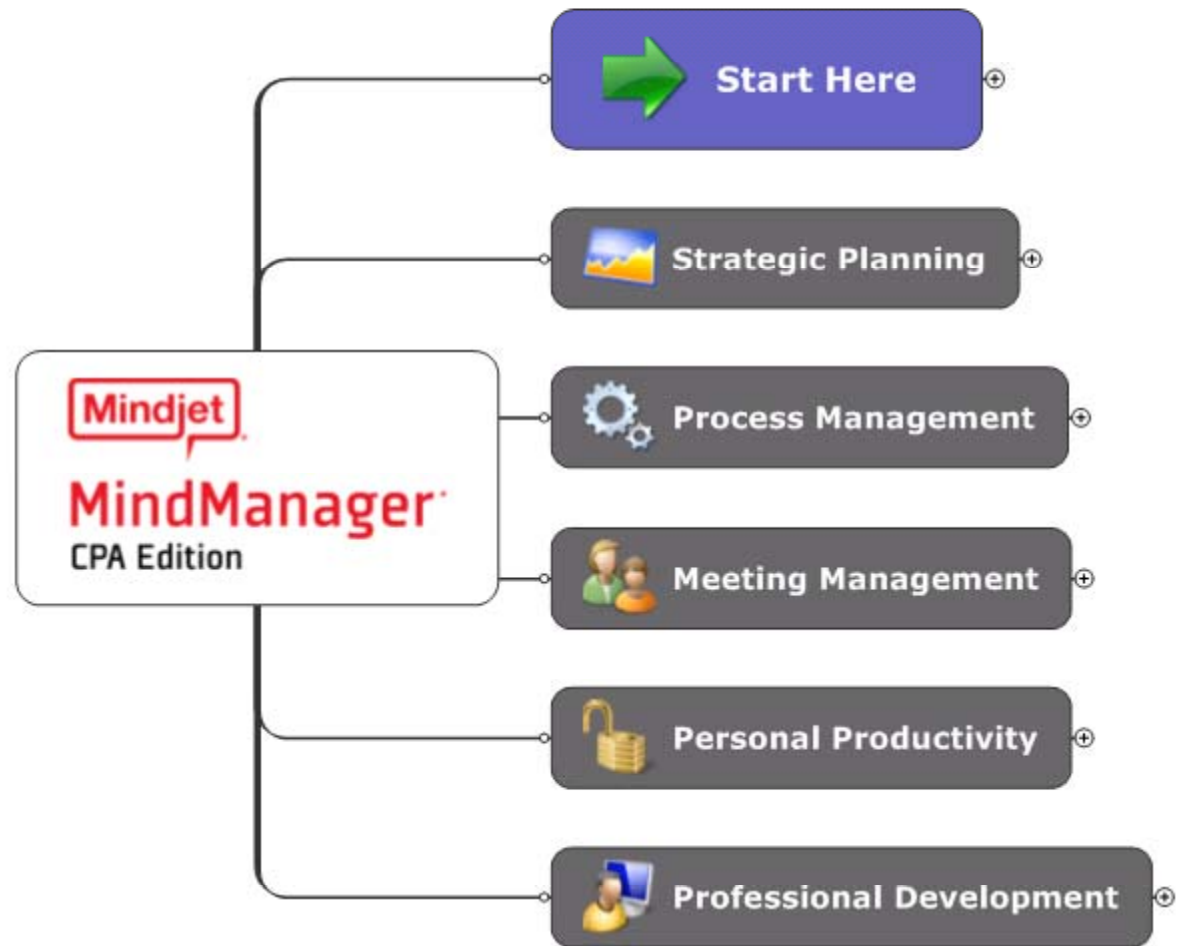 Start Here
Strategic Planning
Mindjet
MindManager
CPA Edition
Process Management
Meeting Management
Personal Productivity
Professional Development